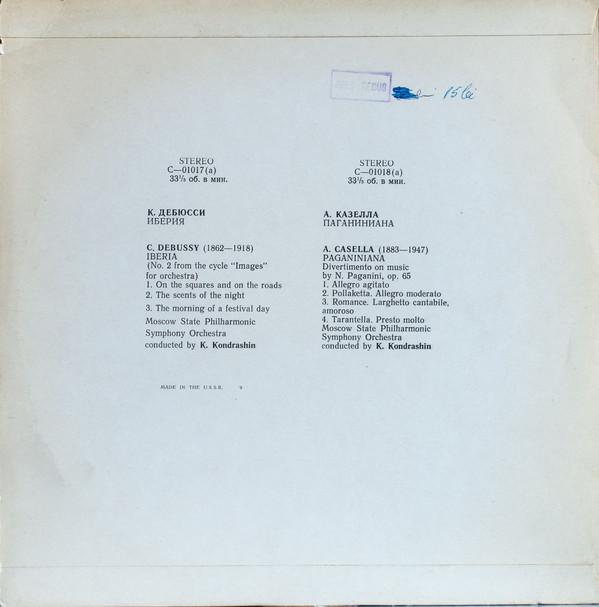 15 lei
STEREO
С—01017(a)
33⅓ об. в мин.
К. ДЕБЮССИ
ИБЕРИЯ
C. DEBUSSY (1862—1918)
IBERIA
(No. 2 from the cycle "Images"
for orchestra)
1. On the squares and on the roads
2. The scents of the night
3. The morning of a festival day
Moscow State Philharmonic
Symphony Orchestra
conducted by K. Kondrashin
MADE IN THE U.S.S.R. 9
STEREO
С—01018(a)
33⅓ об. в мин.
А. КАЗЕЛЛА
ПАГАНИНИАНА
A. CASELLA (1883—1947)
PAGANINIANA
Divertimento on music
by N. Paganini, op. 65
1. Allegro agitato
2. Pollaketta. Allegro moderato
3. Romance. Larghetto cantabile,
amoroso
4. Tarantella. Presto molto
Moscow State Philharmonic
Symphony Orchestra
conducted by K. Kondrashin